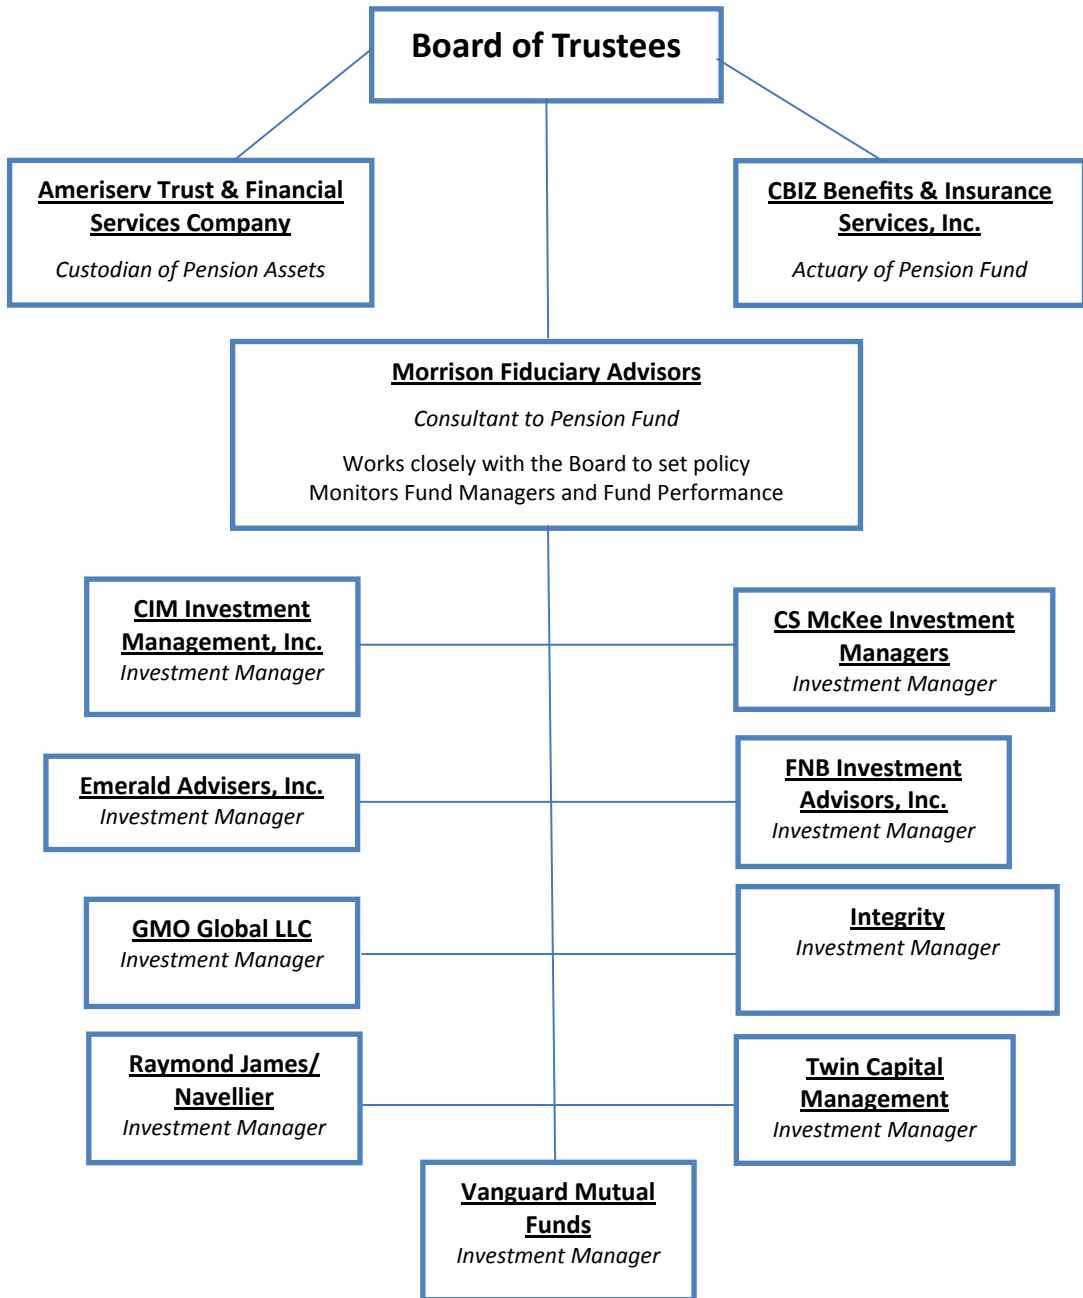 Board of Trustees
Ameriserv Trust & Financial
Services Company
Custodian of Pension Assets
CBIZ Benefits & Insurance
Services, Inc.
Actuary of Pension Fund
Morrison Fiduciary Advisors
Consultant to Pension Fund
Works closely with the Board to set policy
Monitors Fund Managers and Fund Performance
CIM Investment
Management, Inc.
Investment Manager
CS McKee Investment
Managers
Investment Manager
Emerald Advisers, Inc.
Investment Manager
FNB Investment
Advisors, Inc.
Investment Manager
GMO Global LLC
Investment Manager
Integrity
Investment Manager
Raymond James/
Navellier
Investment Manager
Twin Capital
Management
Investment Manager
Vanguard Mutual
Funds
Investment Manager